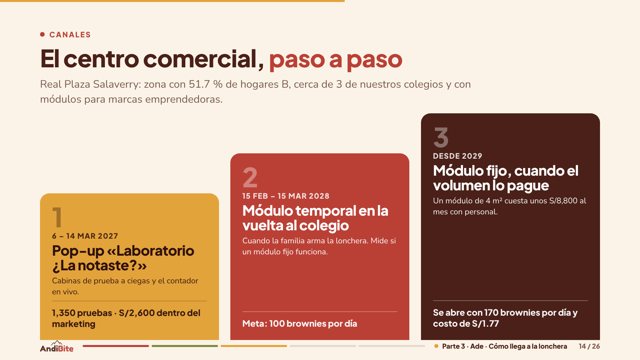 CANALES
El centro comercial, paso a paso
Real Plaza Salaverry: zona con 51.7 % de hogares B, cerca de 3 de nuestros colegios y con
módulos para marcas emprendedoras.
1
6 – 14 MAR 2027
Pop-up «Laboratorio
¿La notaste?»
Cabinas de prueba a ciegas y el contador
en vivo.
1,350 pruebas · S/2,600 dentro del
marketing
2
15 FEB – 15 MAR 2028
Módulo temporal en la
vuelta al colegio
Cuando la familia arma la lonchera. Mide si
un módulo fijo funciona.
Meta: 100 brownies por día
3
DESDE 2029
Módulo fijo, cuando el
volumen lo pague
Un módulo de 4 m² cuesta unos S/8,800 al
mes con personal.
Se abre con 170 brownies por día y
costo de S/1.77
AndiBite
Parte 3 · Ade · Cómo llega a la lonchera
14 / 26